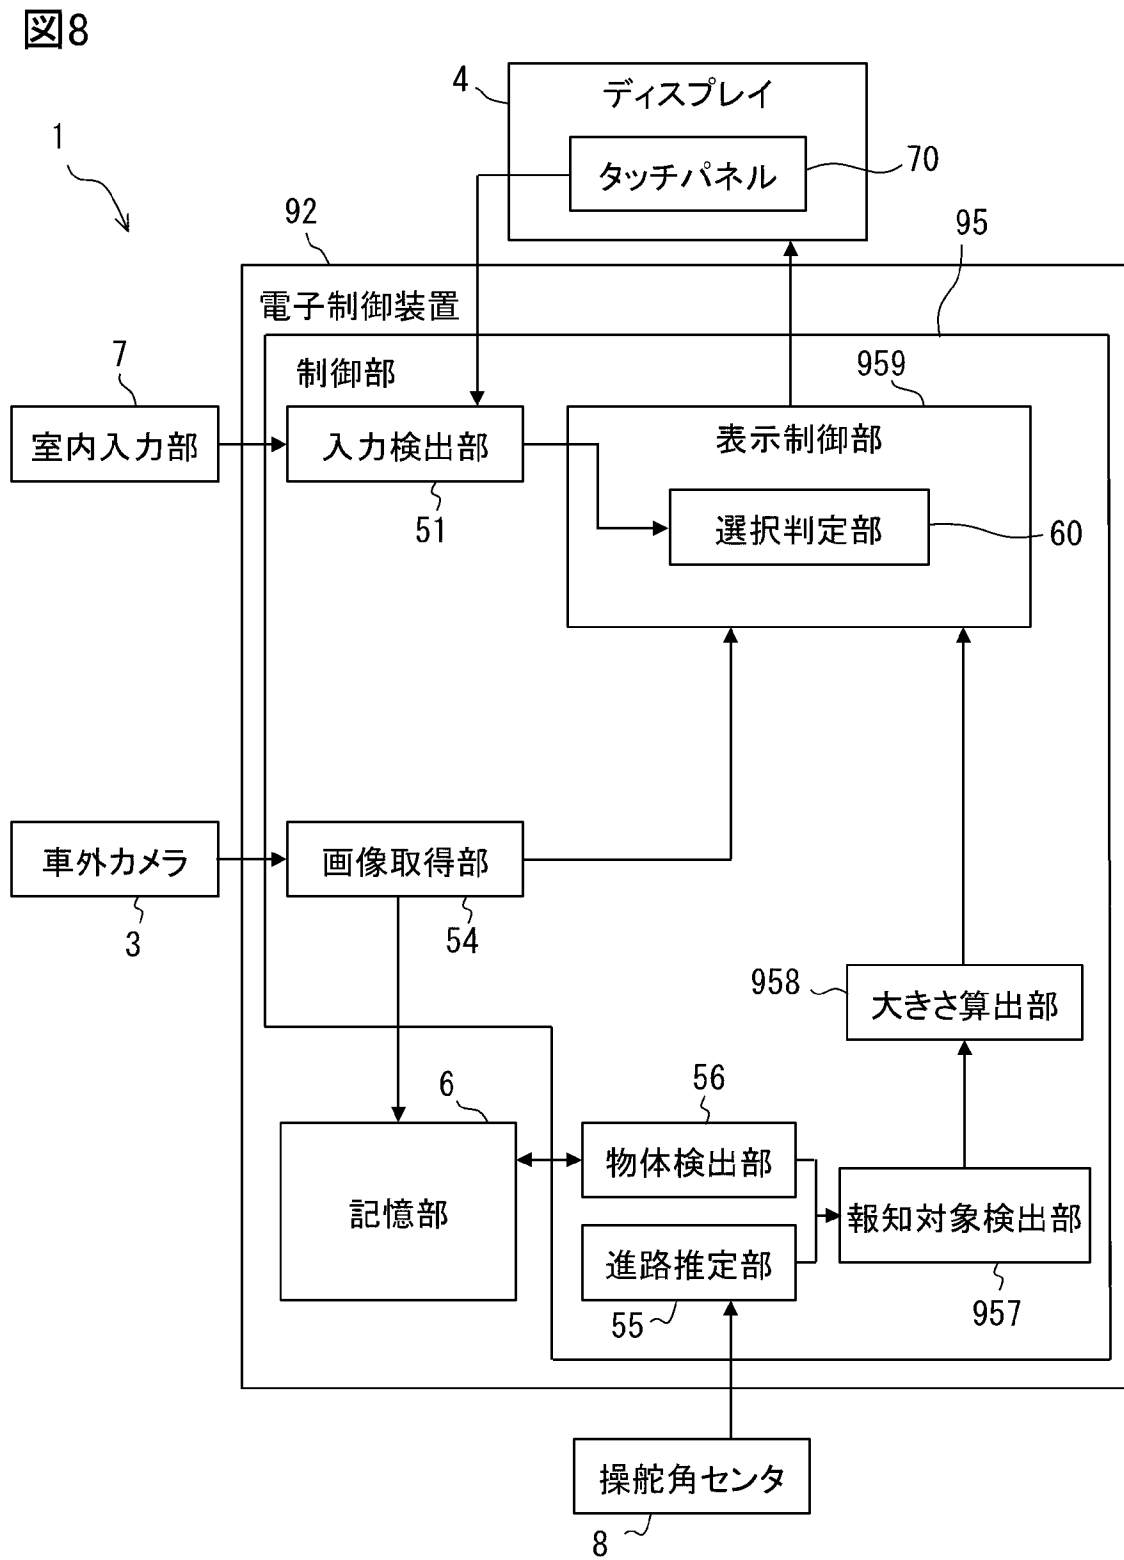 図8
4
ディスプレイ
1
タッチパネル
70
92
95
電子制御装置
7
制御部
959
室内入力部
入力検出部
表示制御部
51
選択判定部
60
車外カメラ
画像取得部
3
54
958
大きさ算出部
6
56
物体検出部
記憶部
報知対象検出部
進路推定部
55
957
操舵角センタ
8